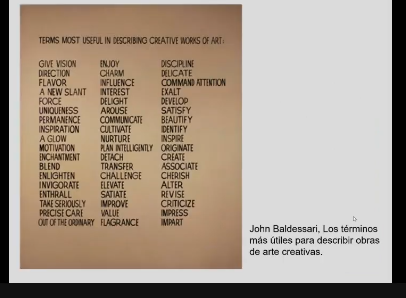 TERMS MOST USEFUL IN DESCRIBING CREATIVE WORKS OF ART:
GIVE VISION ENJOY DISCIPLINE
DIRECTION CHARM DELICATE
FLAVOR INFLUENCE COMMAND ATTENTION
A NEW SLANT INTEREST EXALT
FORCE DELIGHT DEVELOP
UNIQUENESS AROUSE SATISFY
PERMANENCE COMMUNICATE BEAUTIFY
INSPIRATION CULTIVATE IDENTIFY
A GLOW NURTURE INSPIRE
MOTIVATION PLAN INTELLIGENTLY ORIGINATE
ENCHANTMENT DETACH CREATE
BLEND TRANSFER ASSOCIATE
ENLIGHTEN CHALLENGE CHERISH
INVIGORATE ELEVATE ALTER
ENTHRALL SATIATE REVISE
TAKE SERIOUSLY IMPROVE CRITICIZE
PRECISE CARE VALUE IMPRESS
OUT OF THE ORDINARY FLAGRANCE IMPART
John Baldessari, Los términos
más útiles para describir obras
de arte creativas.